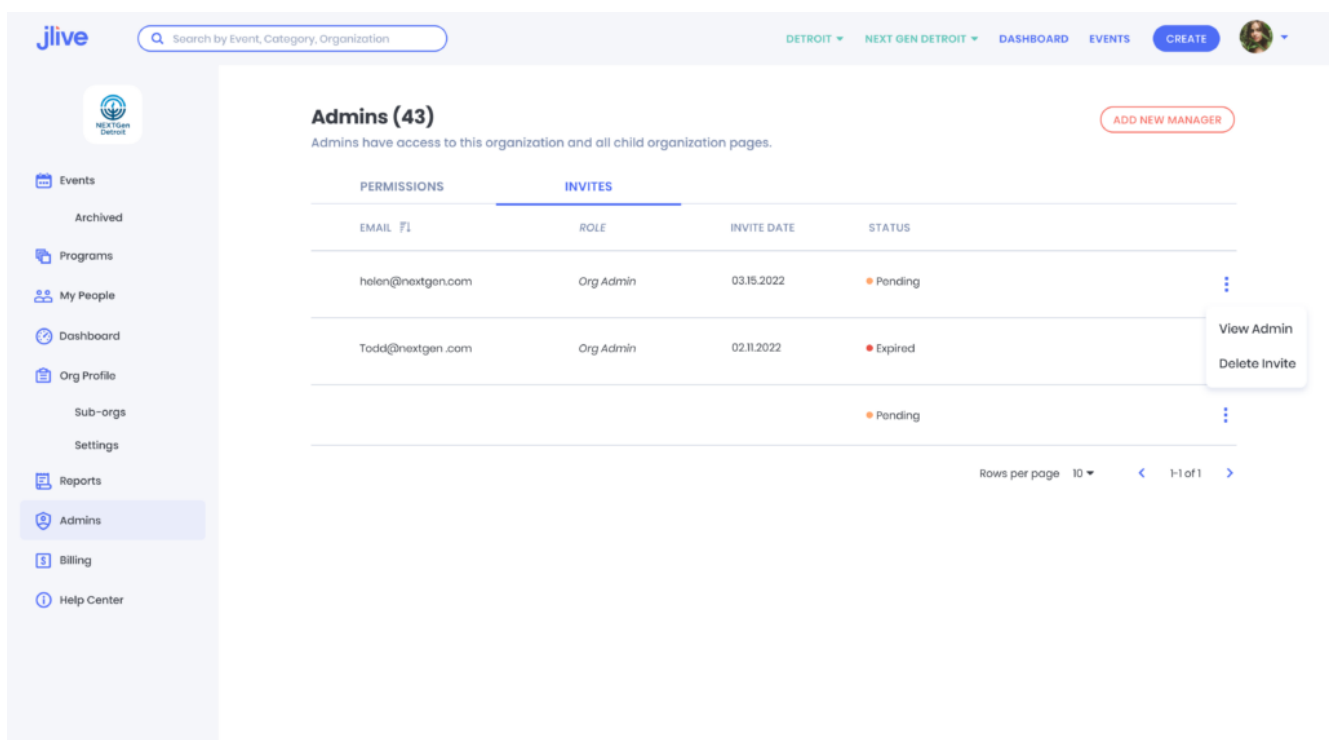 jlive
Search by Event, Category, Organization
DETROIT
NEXT GEN DETROIT
DASHBOARD
EVENTS
CREATE
NEXTGen
Detroit
Events
Archived
Programs
My People
Dashboard
Org Profile
Sub-orgs
Settings
Reports
Admins
Billing
Help Center
Admins (43)
ADD NEW MANAGER
Admins have access to this organization and all child organization pages.
PERMISSIONS INVITES
EMAIL ROLE INVITE DATE STATUS
helen@nextgen.com Org Admin 03.15.2022 Pending
View Admin
Todd@nextgen .com Org Admin 02.11.2022 Expired
Delete Invite
Pending
Rows per page 10 1-1 of 1